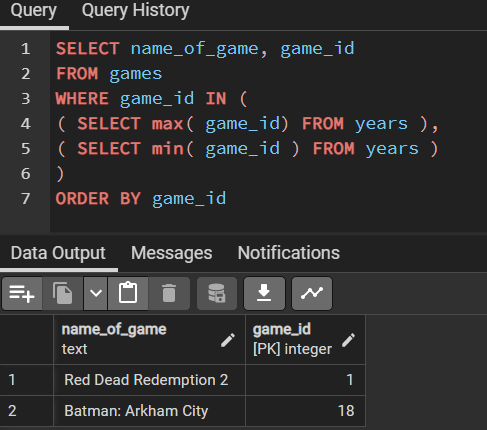 Query Query History
1 SELECT name_of_game, game_id
2 FROM games
3 WHERE game_id IN (
4 ( SELECT max( game_id) FROM years ),
5 ( SELECT min( game_id ) FROM years )
6 )
7 ORDER BY game_id
Data Output Messages Notifications
name_of_game game_id
text [PK] integer
1 Red Dead Redemption 2 1
2 Batman: Arkham City 18